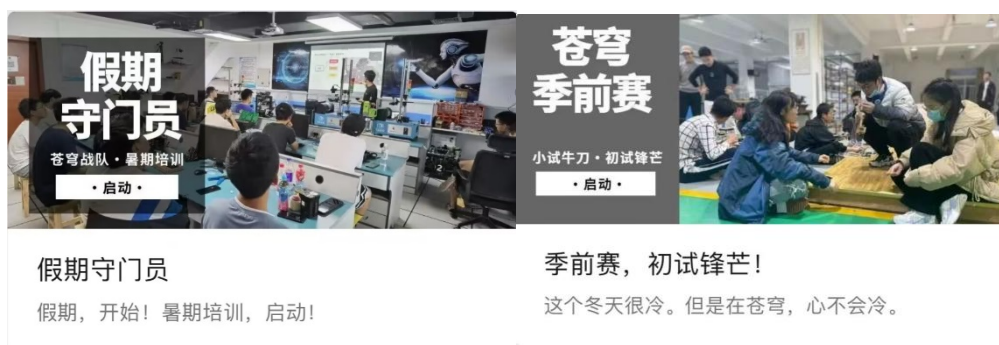 假期
守门员
苍穹战队·暑期培训
·启动·
假期守门员
假期，开始！暑期培训，启动！
苍穹
季前赛
小试牛刀·初试锋芒
·启动·
季前赛，初试锋芒！
这个冬天很冷。但是在苍穹，心不会冷。